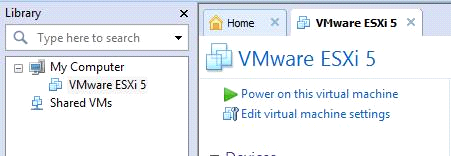 Library
Type here to search
My Computer
VMware ESXi 5
Shared VMs
Home
VMware ESXi 5
VMware ESXi 5
Power on this virtual machine
Edit virtual machine settings
Devices